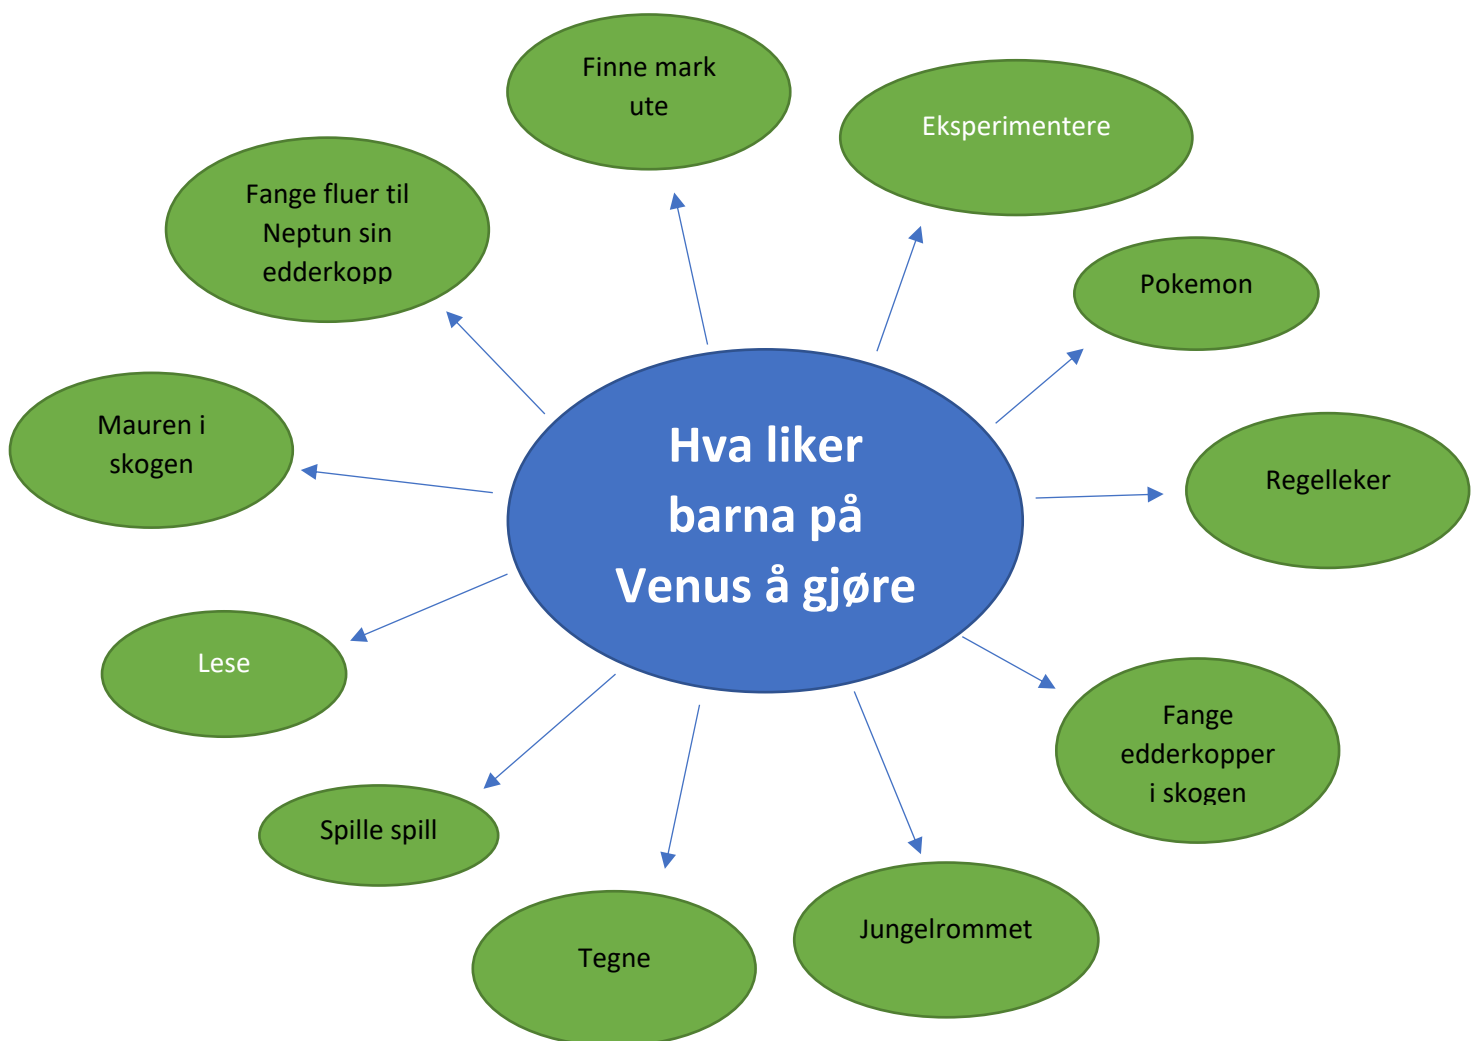 Finne mark
ute
Eksperimentere
Fange fluer til
Neptun sin
edderkopp
Pokemon
Mauren i
skogen
Hva liker
barna på
Venus å gjøre
Regelleker
Lese
Fange
edderkopper
i skogen
Spille spill
Jungelrommet
Tegne